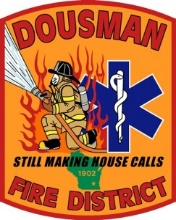 DOUSMAN
STILL MAKING HOUSE CALLS
1902
FIRE DISTRICT